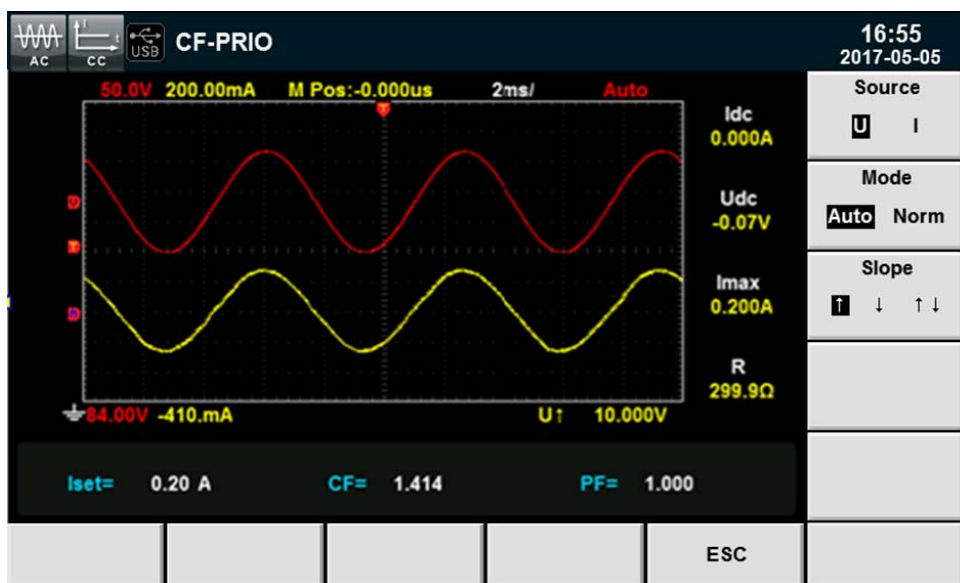 AC
CC
USB
CF-PRIO
16:55
2017-05-05
50.0V 200.00mA M Pos:-0.000us 2ms/ Auto
T
U
T
Idc
0.000A
Udc
-0.07V
Imax
0.200A
R
299.9Ω
84.00V -410.mA U↑ 10.000V
Iset= 0.20 A CF= 1.414 PF= 1.000
Source
U I
Mode
Auto Norm
Slope
↑ ↓ ↑↓
ESC